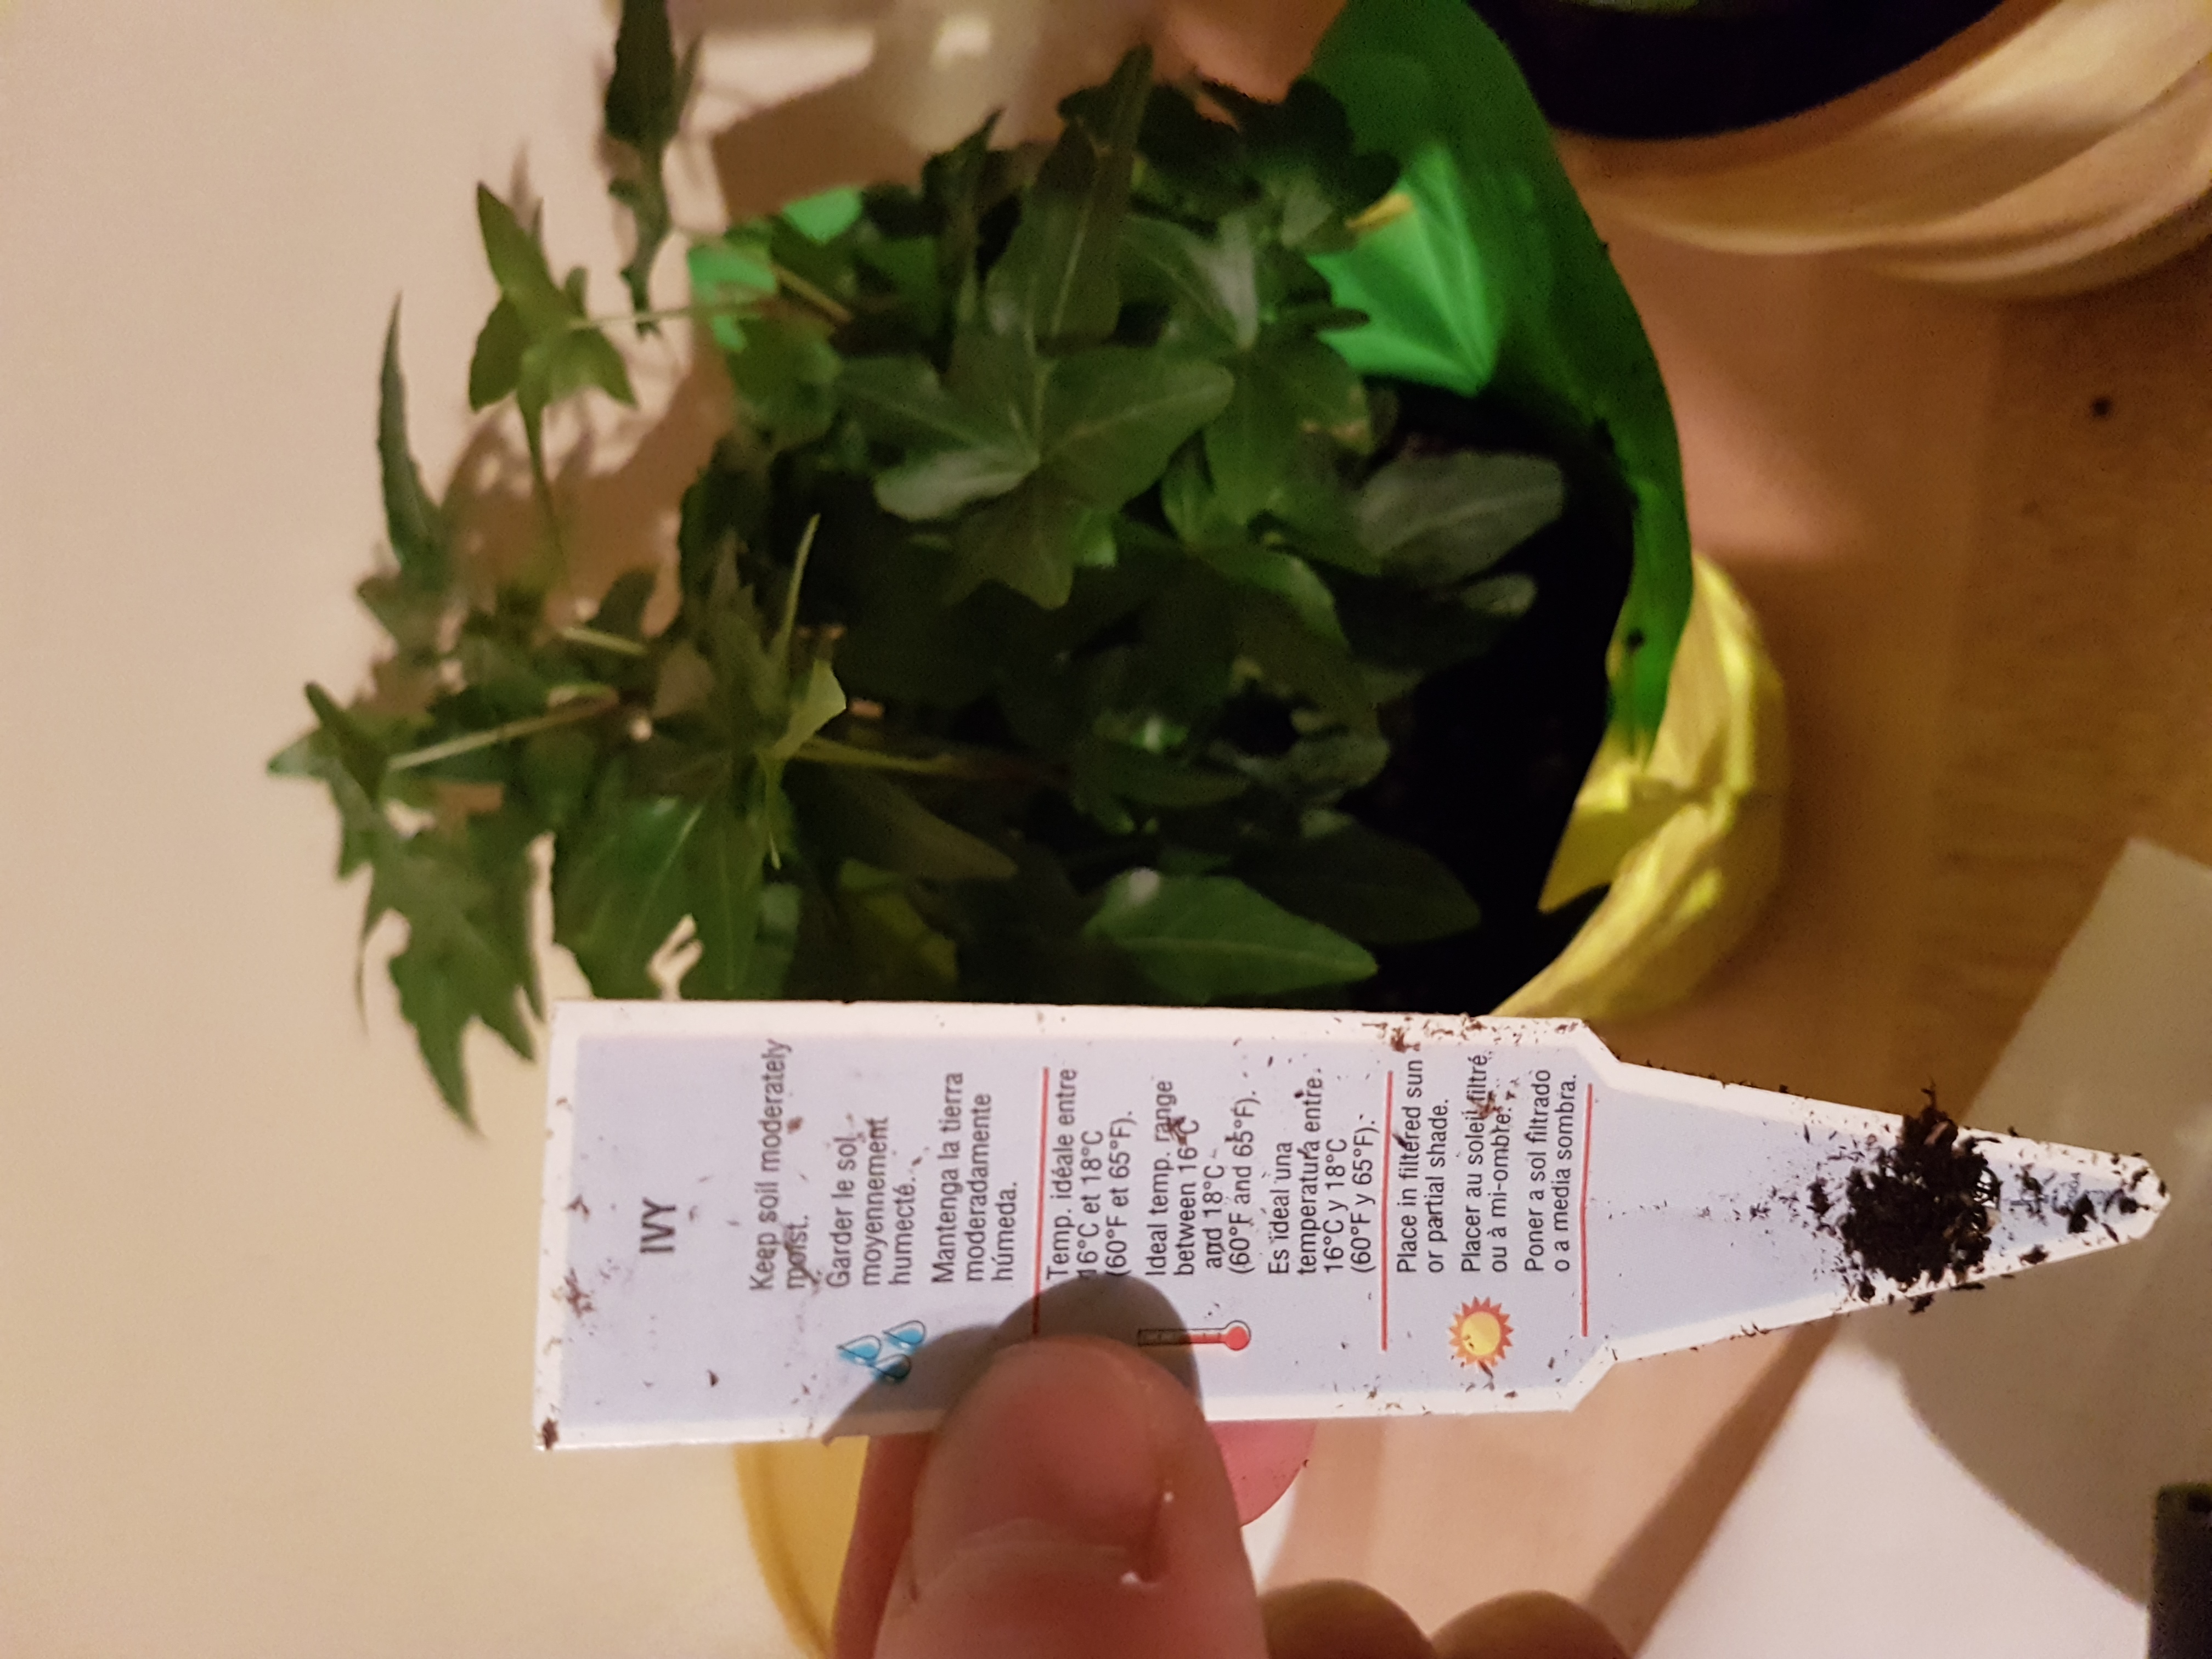 IVY
Keep soil moderately
moist.
Garder le sol
moyennement
humecté.
Mantenga la tierra
moderadamente
húmeda.
Temp. idéale entre
16°C et 18°C
(60°F et 65°F).
Ideal temp. range
between 16°C
and 18°C
(60°F and 65°F).
Es ideal una
temperatura entre
16°C y 18°C
(60°F y 65°F).
Place in filtered sun
or partial shade.
Placer au soleil filtré
ou à mi-ombre.
Poner a sol filtrado
o a media sombra.